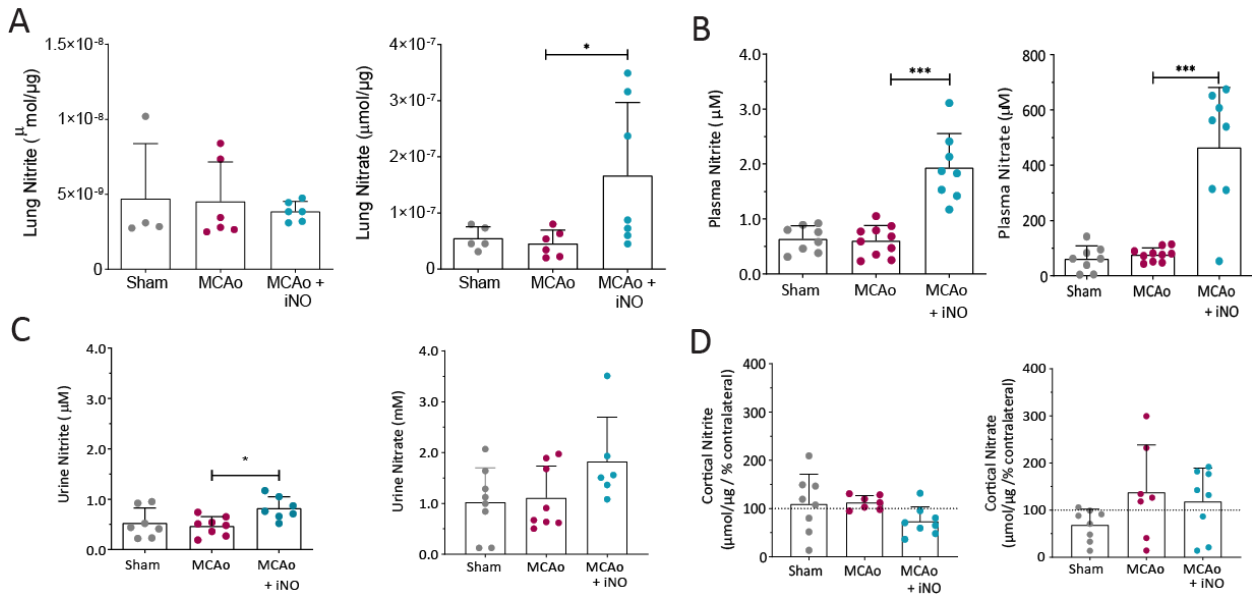 A
Lung Nitrite ( μmol/μg)
1.5×10-8
1×10-8
5×10-9
0
Sham
MCAo
MCAo +
iNO
Lung Nitrate (μmol/μg)
4×10-7
3×10-7
2×10-7
1×10-7
0
*
Sham
MCAo
MCAo +
iNO
B
Plasma Nitrite (μM)
4.0
3.0
2.0
1.0
0.0
***
Sham
MCAo
MCAo
+ iNO
Plasma Nitrate (μM)
800
600
400
200
0
***
Sham
MCAo
MCAo
+ iNO
C
Urine Nitrite ( μM)
4.0
3.0
2.0
1.0
0.0
*
Sham
MCAo
MCAo
+ iNO
Urine Nitrate (mM)
4.0
3.0
2.0
1.0
0.0
Sham
MCAo
MCAo
+ iNO
D
Cortical Nitrite
(μmol/μg / % contralateral)
400
300
200
100
0
Sham
MCAo
MCAo
+ iNO
Cortical Nitrate
(μmol/μg / % contralateral)
400
300
200
100
0
Sham
MCAo
MCAo
+ iNO